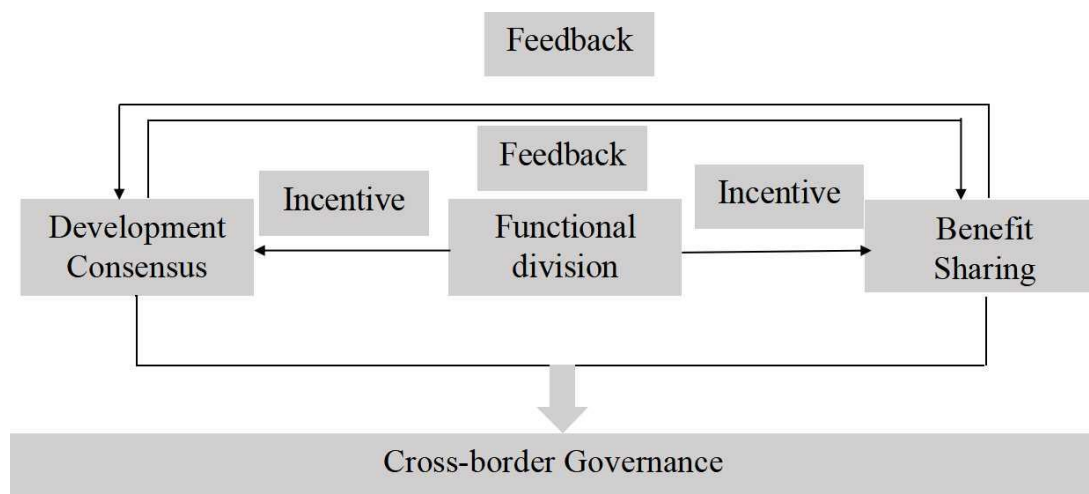 Feedback
Feedback
Incentive
Incentive
Development
Consensus
Functional
division
Benefit
Sharing
Cross-border Governance